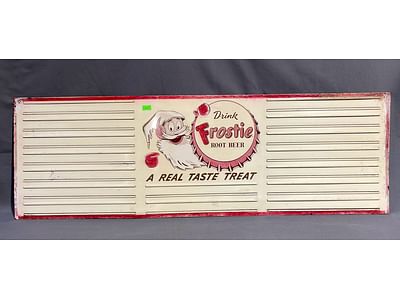 Drink
Frostie
ROOT BEER
A REAL TASTE TREAT